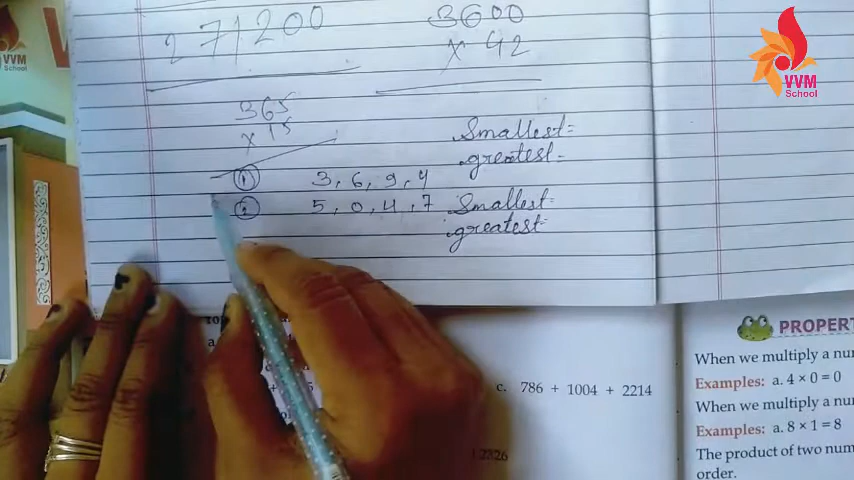 271200
3600
x 42
VVM
School
365
x 15
Smallest=
greatest=
① 3, 6, 9, 4
② 5, 0, 4, 7
Smallest=
greatest=
VVM
School
c. 786 + 1004 + 2214
PROPERT
When we multiply a nu
Examples: a. 4 × 0 = 0
When we multiply a nu
Examples: a. 8 × 1 = 8
The product of two num
order.